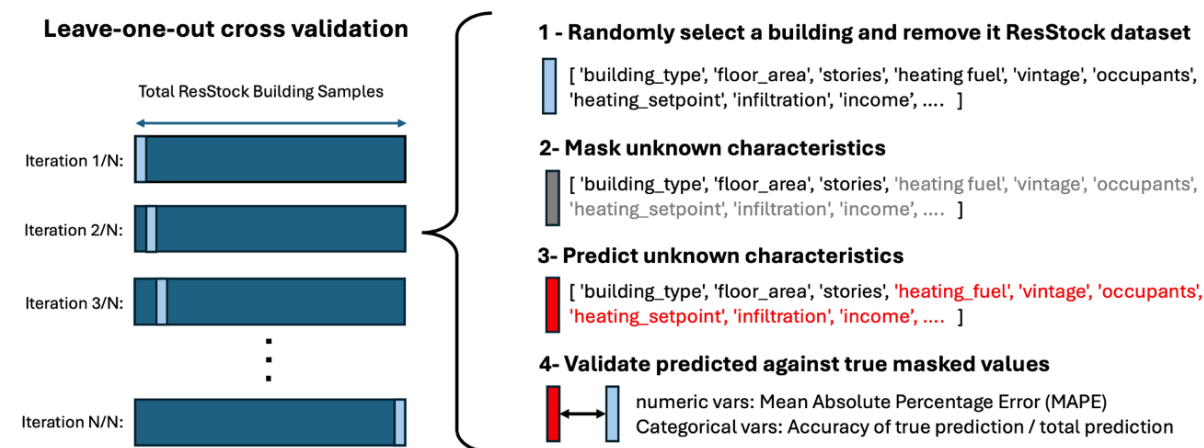 Leave-one-out cross validation
Total ResStock Building Samples
Iteration 1/N:
Iteration 2/N:
Iteration 3/N:
Iteration N/N:
1 - Randomly select a building and remove it ResStock dataset
[ 'building_type', 'floor_area', 'stories', 'heating fuel', 'vintage', 'occupants',
'heating_setpoint', 'infiltration', 'income', .... ]
2- Mask unknown characteristics
[ 'building_type', 'floor_area', 'stories', 'heating fuel', 'vintage', 'occupants',
'heating_setpoint', 'infiltration', 'income', .... ]
3- Predict unknown characteristics
[ 'building_type', 'floor_area', 'stories', 'heating_fuel', 'vintage', 'occupants',
'heating_setpoint', 'infiltration', 'income', .... ]
4- Validate predicted against true masked values
numeric vars: Mean Absolute Percentage Error (MAPE)
Categorical vars: Accuracy of true prediction / total prediction